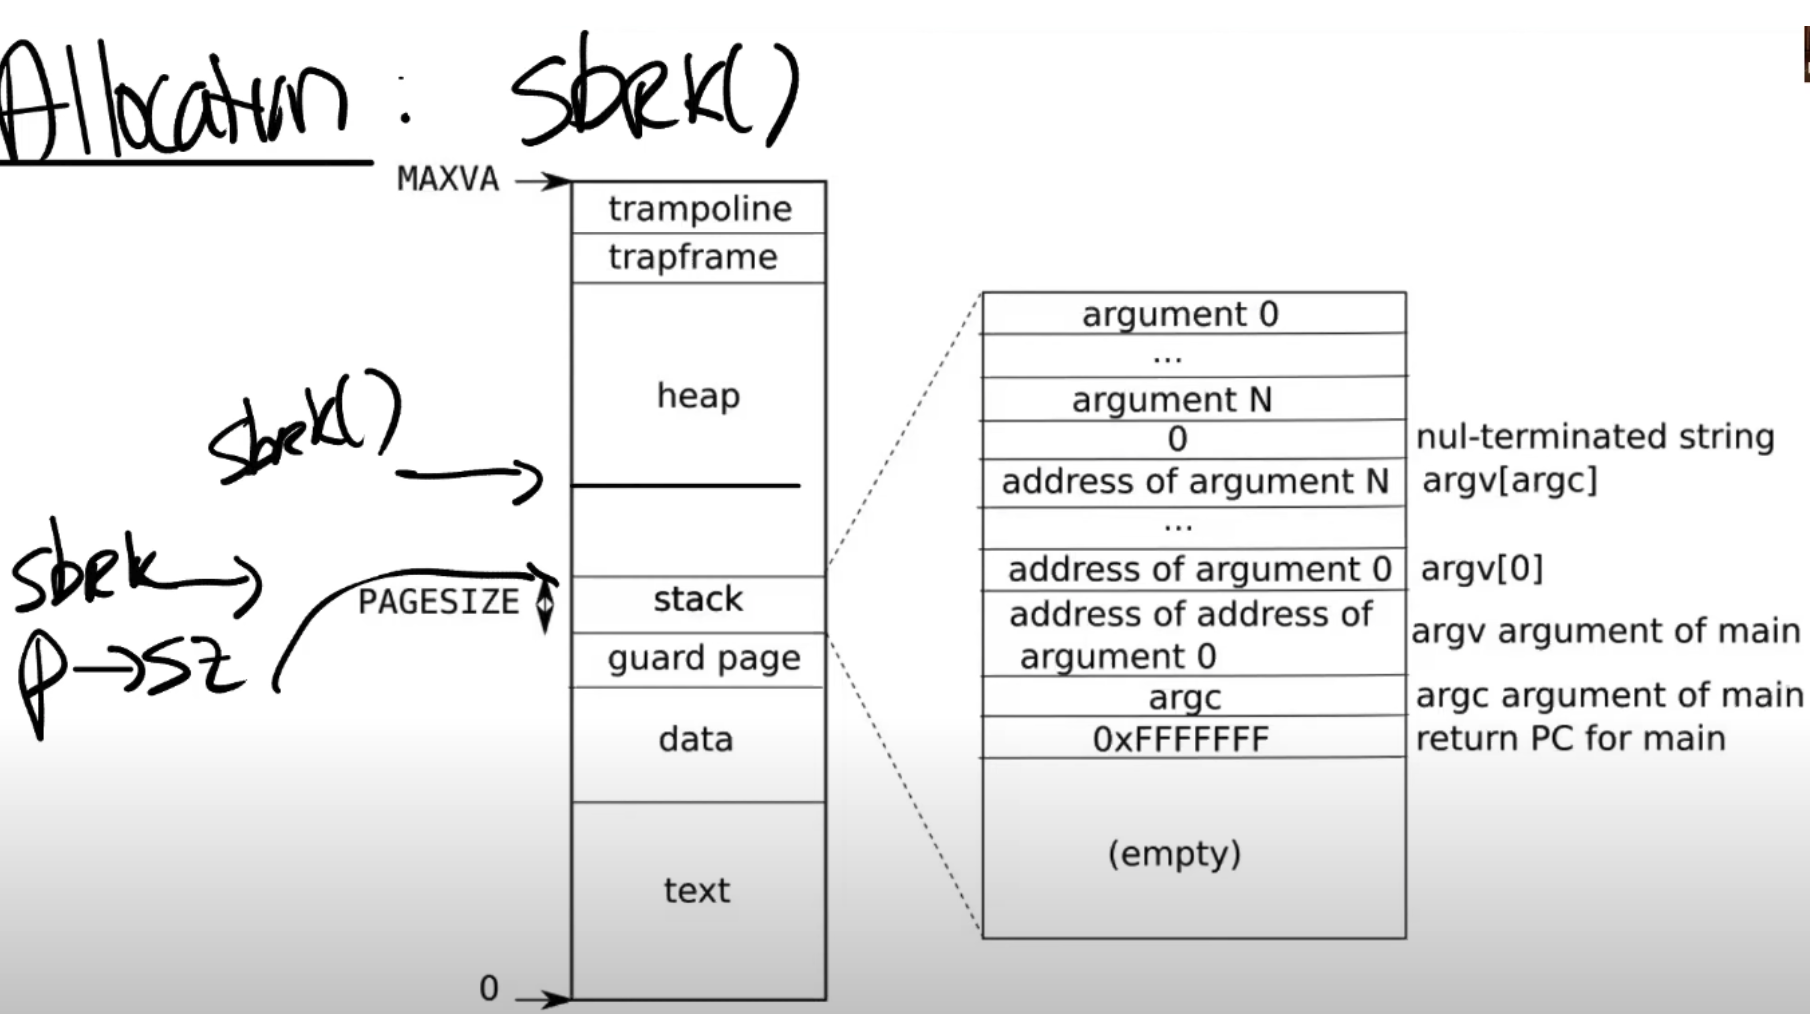 Allocation : sbrk()
MAXVA
trampoline
trapframe
heap
sbrk()
sbrk
p→sz
PAGESIZE
stack
guard page
data
text
0
argument 0
...
argument N
0 nul-terminated string
address of argument N argv[argc]
...
address of argument 0 argv[0]
address of address of
argument 0 argv argument of main
argc argc argument of main
0xFFFFFFF return PC for main
(empty)